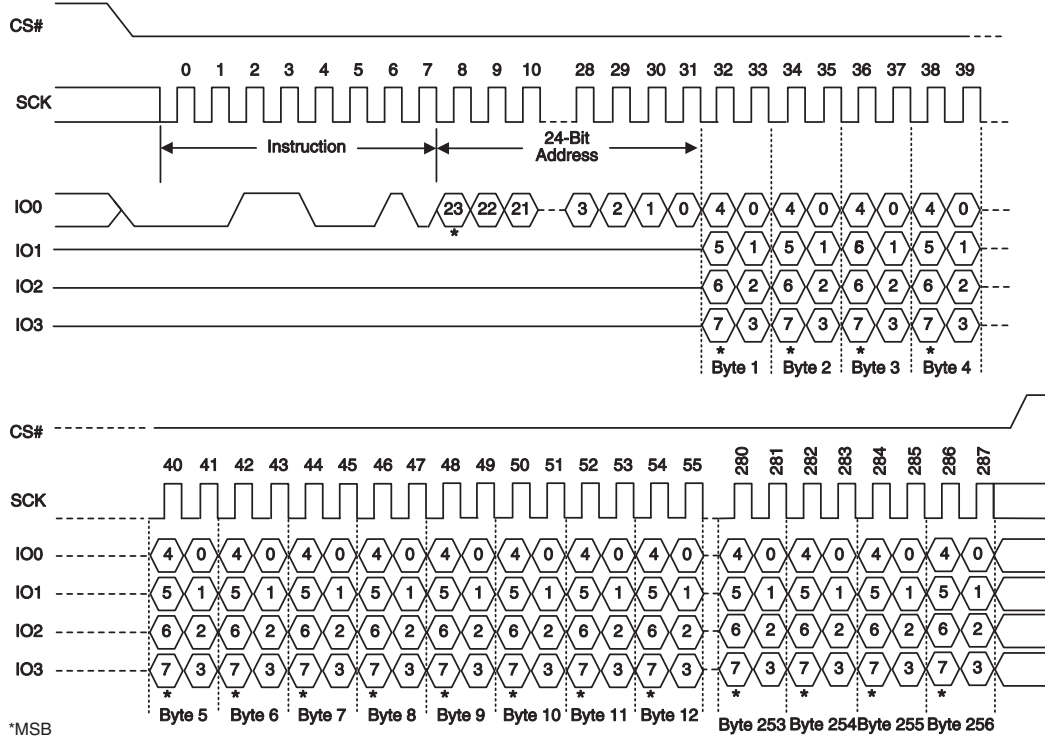 CS#
0 1 2 3 4 5 6 7 8 9 10 28 29 30 31 32 33 34 35 36 37 38 39
SCK
Instruction
24-Bit
Address
IO0 23 22 21 3 2 1 0 4 0 4 0 4 0 4 0
*
IO1 5 1 5 1 6 1 5 1
IO2 6 2 6 2 6 2 6 2
IO3 7 3 7 3 7 3 7 3
* * * *
Byte 1 Byte 2 Byte 3 Byte 4
CS#
40 41 42 43 44 45 46 47 48 49 50 51 52 53 54 55 280 281 282 283 284 285 286 287
SCK
IO0 4 0 4 0 4 0 4 0 4 0 4 0 4 0 4 0 4 0 4 0 4 0 4 0
IO1 5 1 5 1 5 1 5 1 5 1 5 1 5 1 5 1 5 1 5 1 5 1 5 1
IO2 6 2 6 2 6 2 6 2 6 2 6 2 6 2 6 2 6 2 6 2 6 2 6 2
IO3 7 3 7 3 7 3 7 3 7 3 7 3 7 3 7 3 7 3 7 3 7 3 7 3
* * * * * * * * * * * *
Byte 5 Byte 6 Byte 7 Byte 8 Byte 9 Byte 10 Byte 11 Byte 12 Byte 253 Byte 254 Byte 255 Byte 256
*MSB